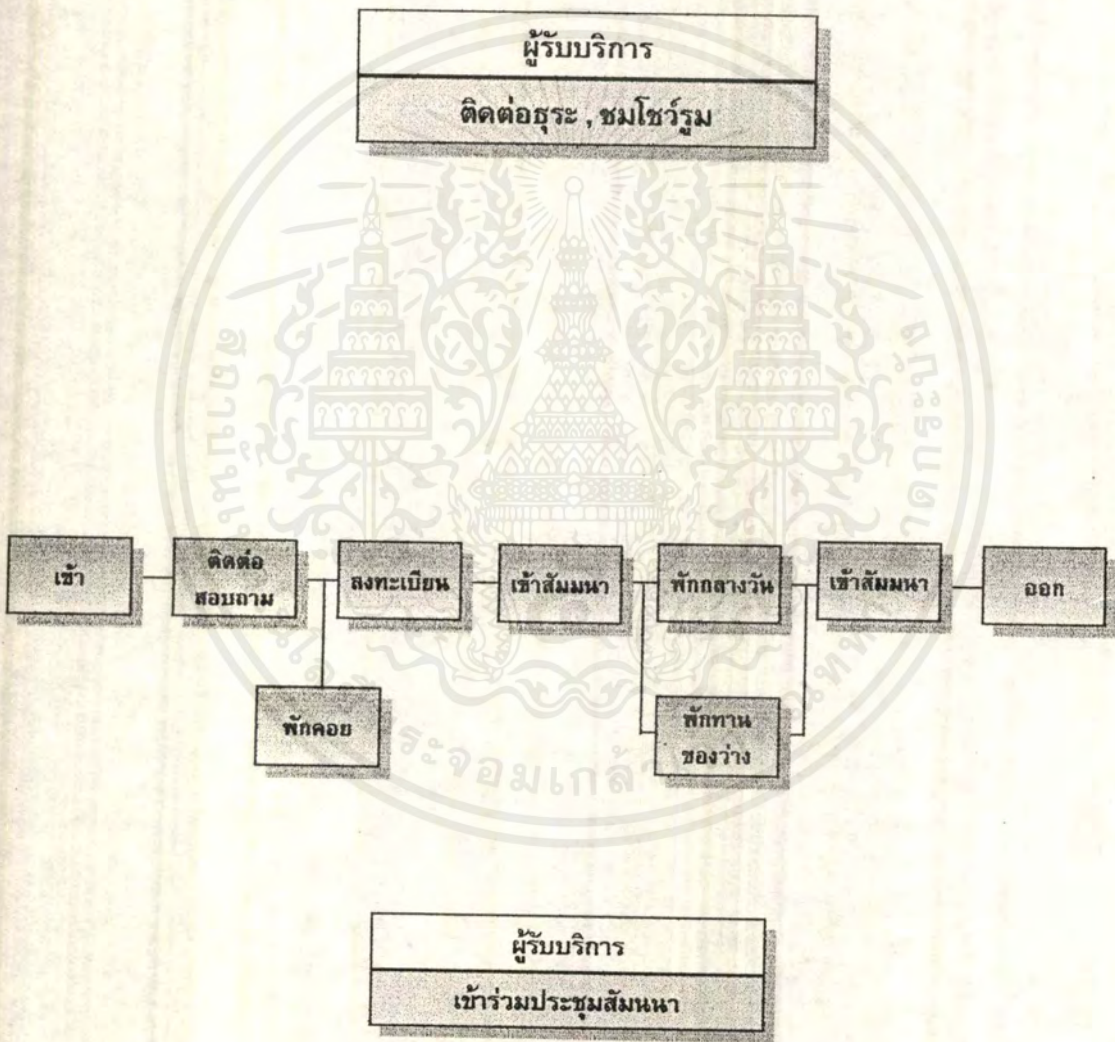 ผู้รับบริการ
ติดต่อธุระ , ชมโชว์รูม
เข้า
ติดต่อ
สอบถาม
ลงทะเบียน
เข้าสัมมนา
พักกลางวัน
เข้าสัมมนา
ออก
พักคอย
พักทาน
ของว่าง
ผู้รับบริการ
เข้าร่วมประชุมสัมนนา